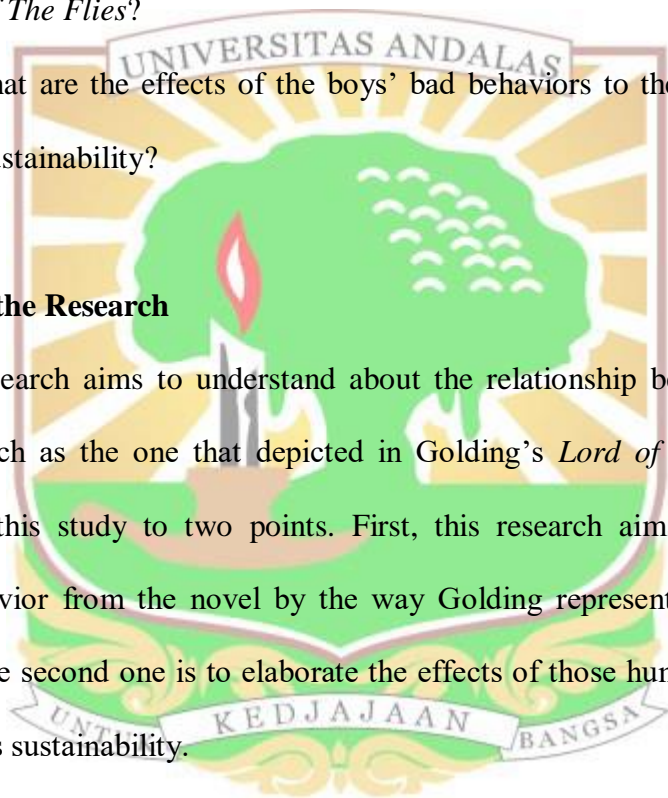 f The Flies?
UNIVERSITAS ANDALAS
hat are the effects of the boys' bad behaviors to the
ustainability?
the Research
earch aims to understand about the relationship be
ch as the one that depicted in Golding's Lord of
this study to two points. First, this research aim
vior from the novel by the way Golding represent
e second one is to elaborate the effects of those hum
UNTUK KEDJAJAAN BANGSA
s sustainability.